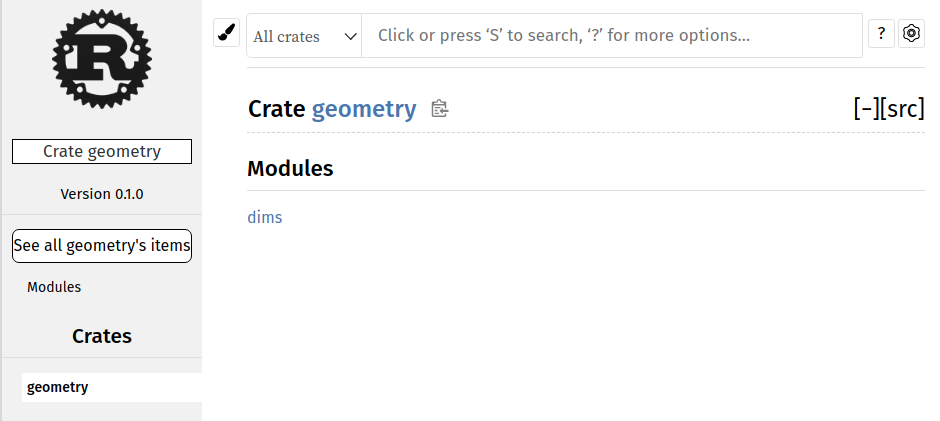 R
Crate geometry
Version 0.1.0
See all geometry's items
Modules
Crates
geometry
All crates
Click or press ‘S’ to search, ‘?’ for more options...
?
Crate geometry
[−][src]
Modules
dims